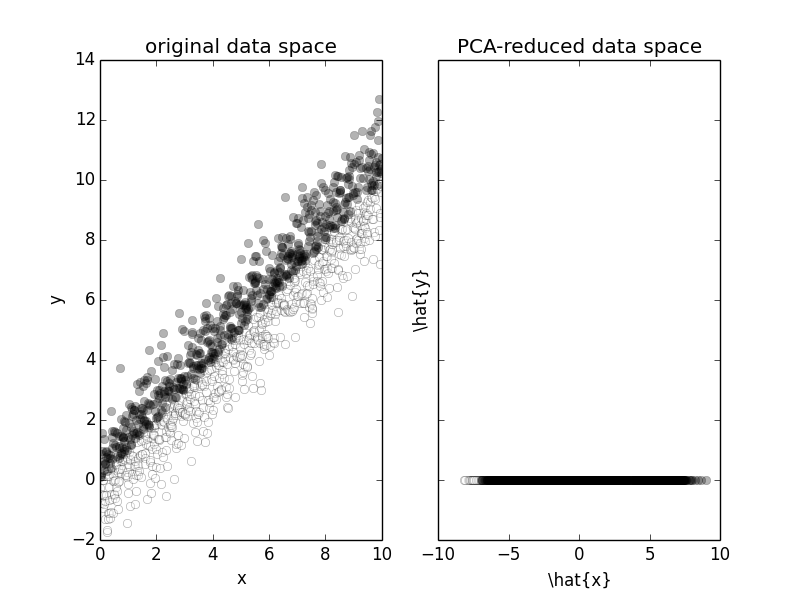 original data space
14
12
10
8
6
4
2
0
−2
y
0 2 4 6 8 10
x
PCA-reduced data space
\hat{y}
−10 −5 0 5 10
\hat{x}